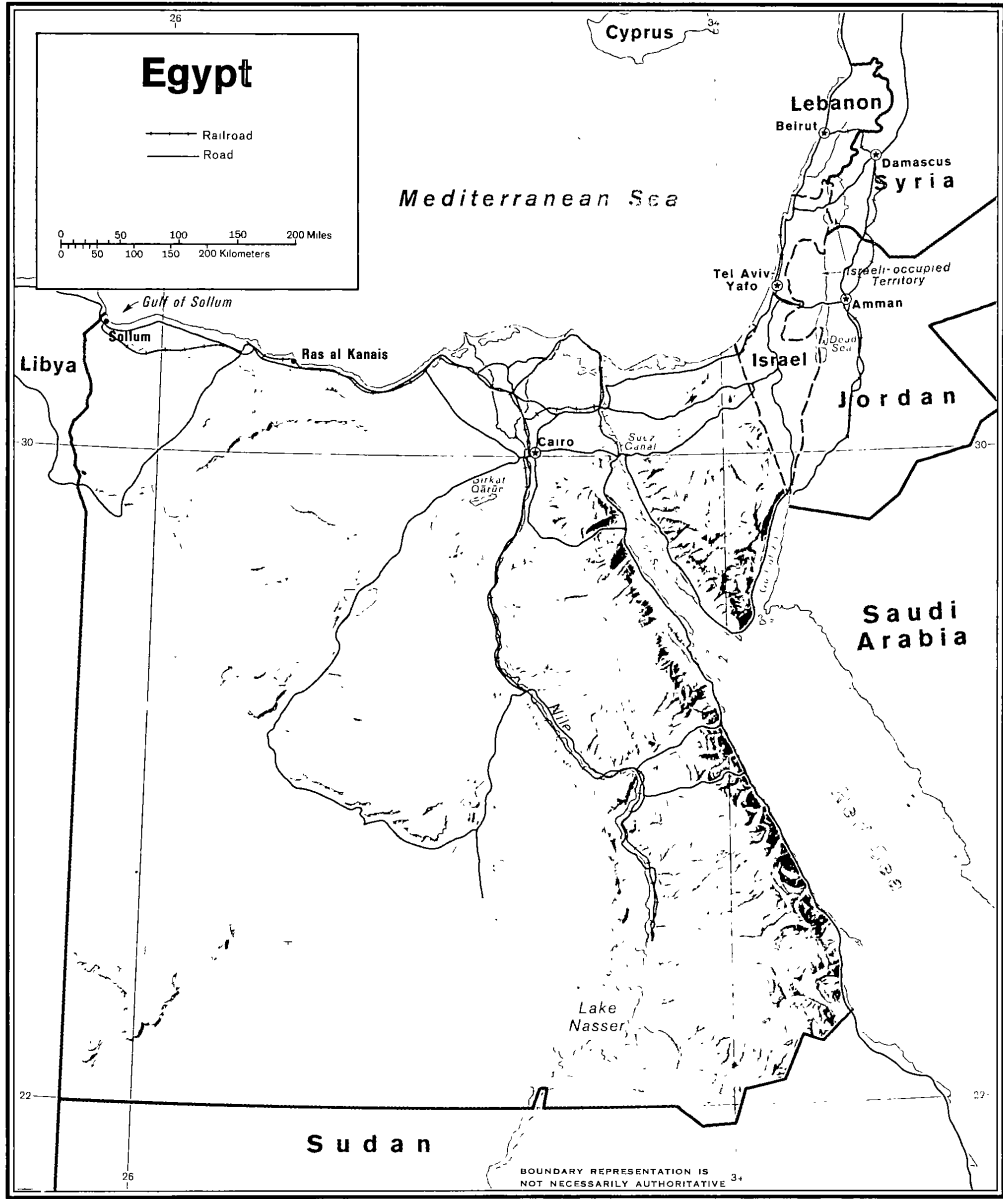 26
34
Cyprus
Egypt
Railroad
Road
0 50 100 150 200 Miles
0 50 100 150 200 Kilometers
Lebanon
Beirut
Damascus
Syria
Mediterranean Sea
Tel Aviv
Yafo
Israeli-occupied
Territory
Amman
Gulf of Sollum
Sollum
Ras al Kanais
Libya
Dead
Sea
Israel
Jordan
30
Cairo
Suez
Canal
30
Birkat
Qārūn
Saudi
Arabia
Nile
Lake
Nasser
22
Sudan
26
BOUNDARY REPRESENTATION IS
NOT NECESSARILY AUTHORITATIVE